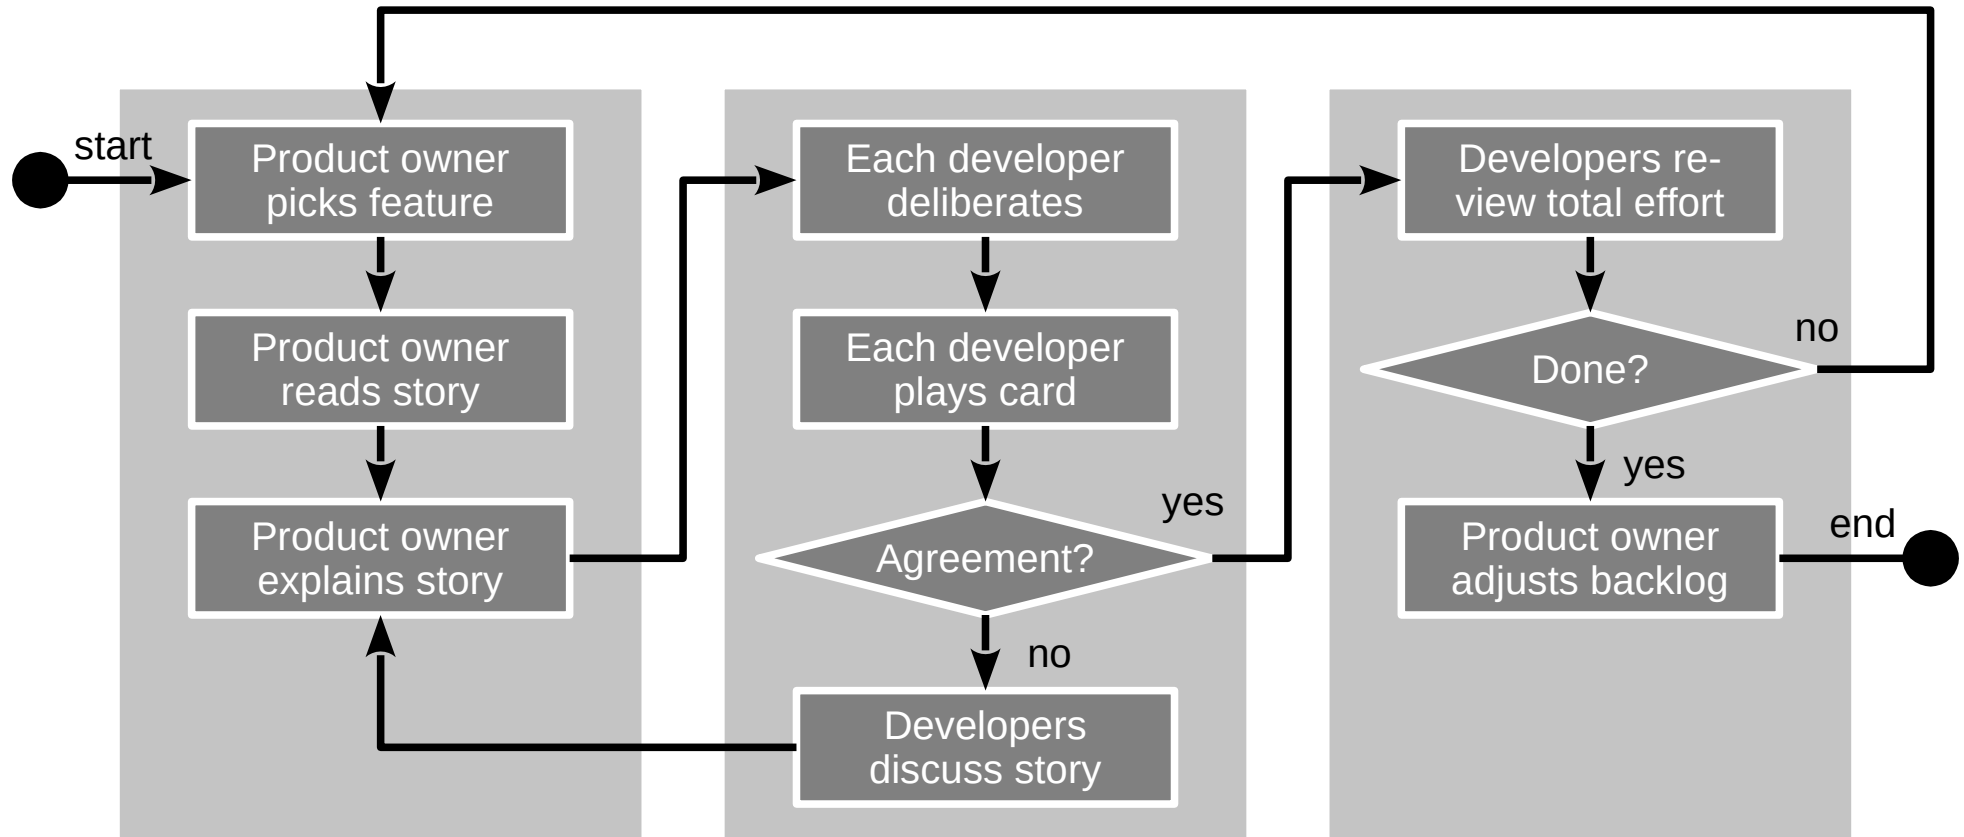 start
Product owner
picks feature
Product owner
reads story
Product owner
explains story
Each developer
deliberates
Each developer
plays card
Agreement?
yes
no
Developers
discuss story
Developers re-
view total effort
Done?
no
yes
Product owner
adjusts backlog
end